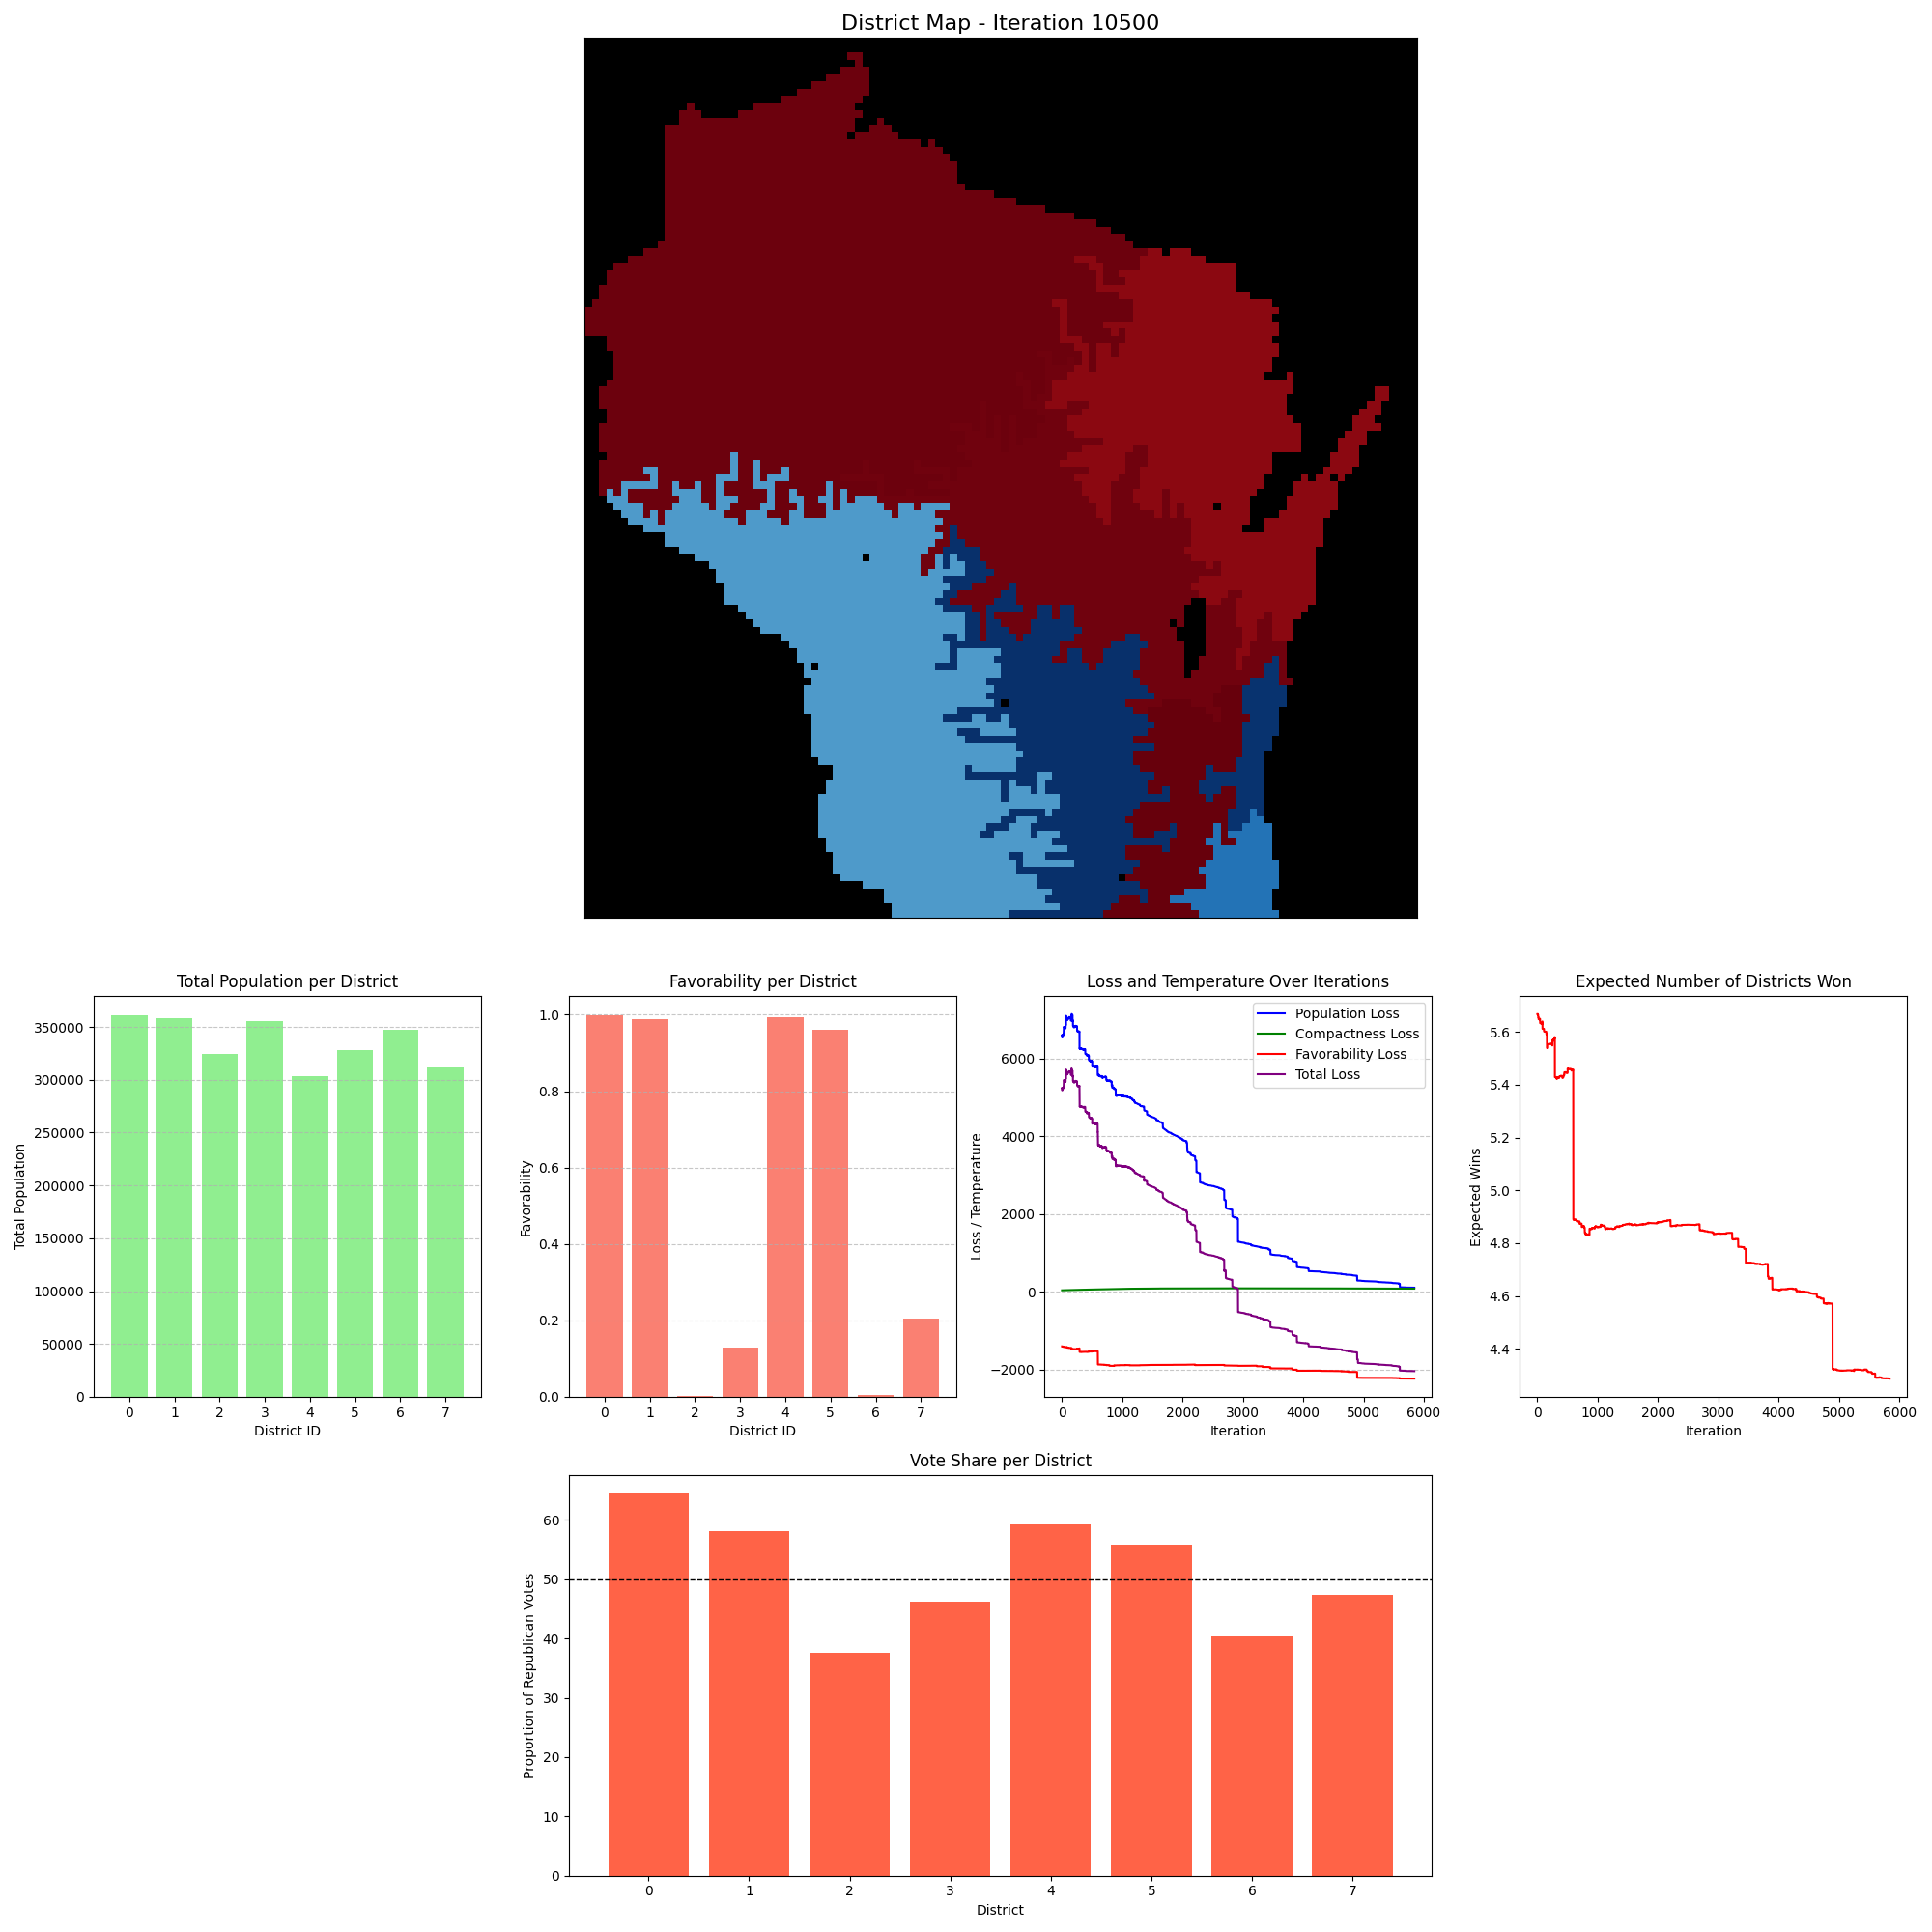 District Map - Iteration 10500
Total Population per District
Total Population
350000
300000
250000
200000
150000
100000
50000
0
0 1 2 3 4 5 6 7
District ID
Favorability per District
Favorability
1.0
0.8
0.6
0.4
0.2
0.0
0 1 2 3 4 5 6 7
District ID
Loss and Temperature Over Iterations
Loss / Temperature
6000
4000
2000
0
−2000
Population Loss
Compactness Loss
Favorability Loss
Total Loss
0 1000 2000 3000 4000 5000 6000
Iteration
Expected Number of Districts Won
Expected Wins
5.6
5.4
5.2
5.0
4.8
4.6
4.4
0 1000 2000 3000 4000 5000 6000
Iteration
Vote Share per District
Proportion of Republican Votes
60
50
40
30
20
10
0
0 1 2 3 4 5 6 7
District